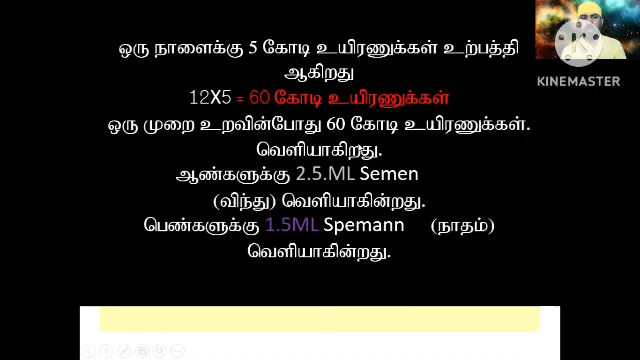 ஒரு நாளைக்கு 5 கோடி உயிரணுக்கள் உற்பத்தி
ஆகிறது
12X5 = 60 கோடி உயிரணுக்கள்
ஒரு முறை உறவின்போது 60 கோடி உயிரணுக்கள்.
வெளியாகிறது.
ஆண்களுக்கு 2.5.ML Semen
(விந்து) வெளியாகின்றது.
பெண்களுக்கு 1.5ML Spemann (நாதம்)
வெளியாகின்றது.
KINEMASTER